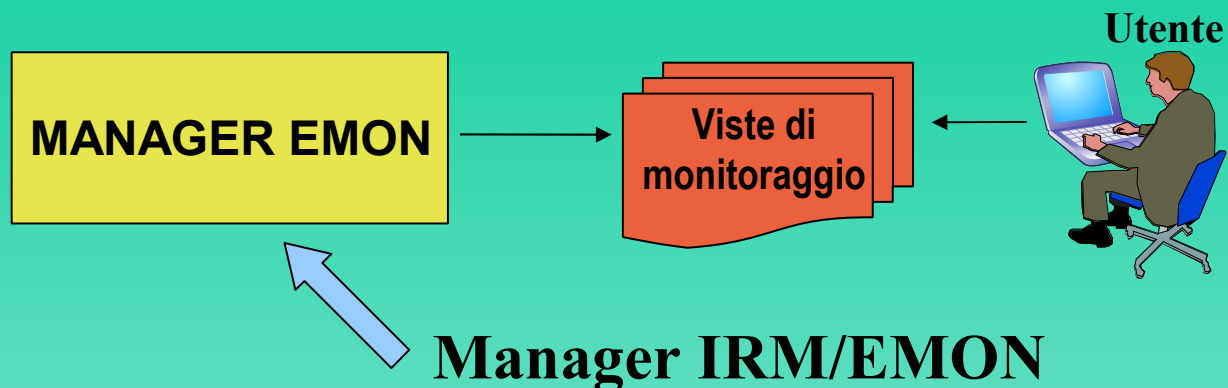 Utente
MANAGER EMON
Viste di
monitoraggio
Manager IRM/EMON